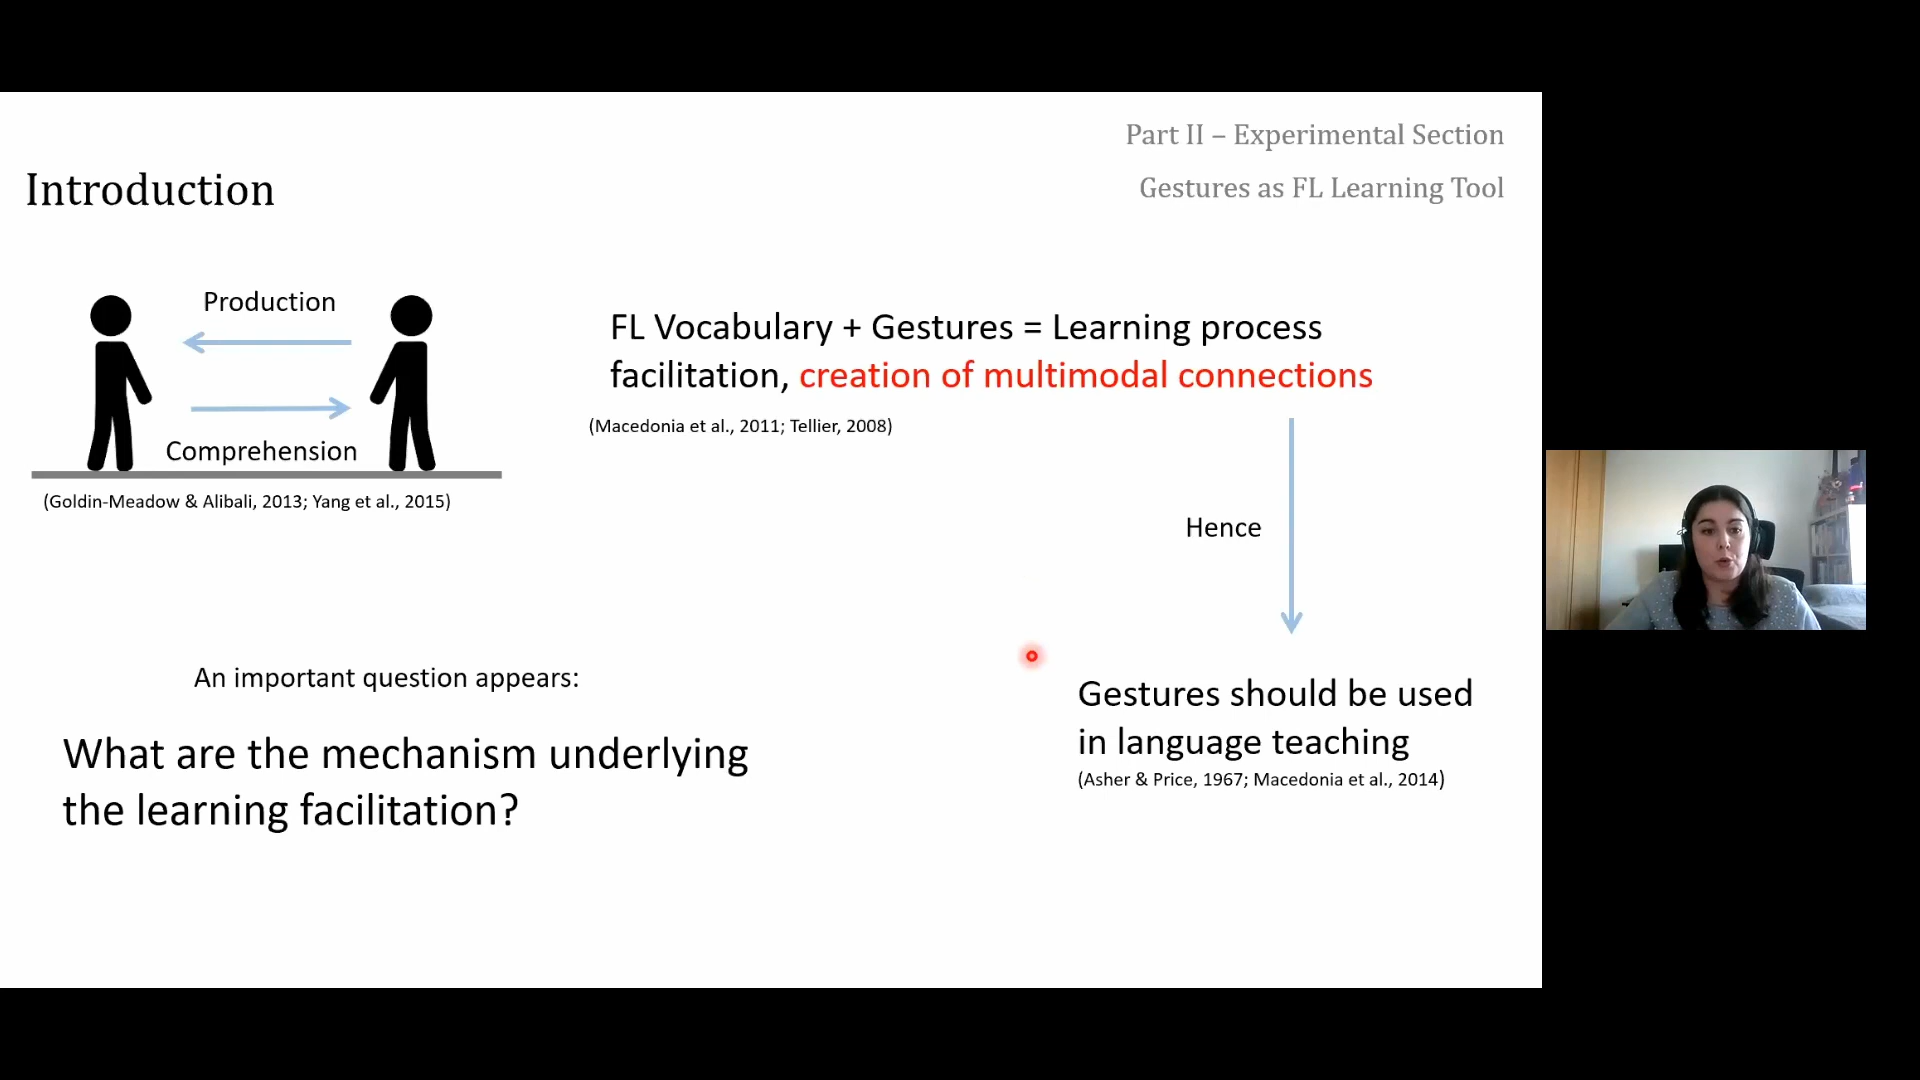 Part II – Experimental Section
Gestures as FL Learning Tool
Introduction
Production
Comprehension
(Goldin-Meadow & Alibali, 2013; Yang et al., 2015)
FL Vocabulary + Gestures = Learning process
facilitation, creation of multimodal connections
(Macedonia et al., 2011; Tellier, 2008)
Hence
Gestures should be used
in language teaching
(Asher & Price, 1967; Macedonia et al., 2014)
An important question appears:
What are the mechanism underlying
the learning facilitation?